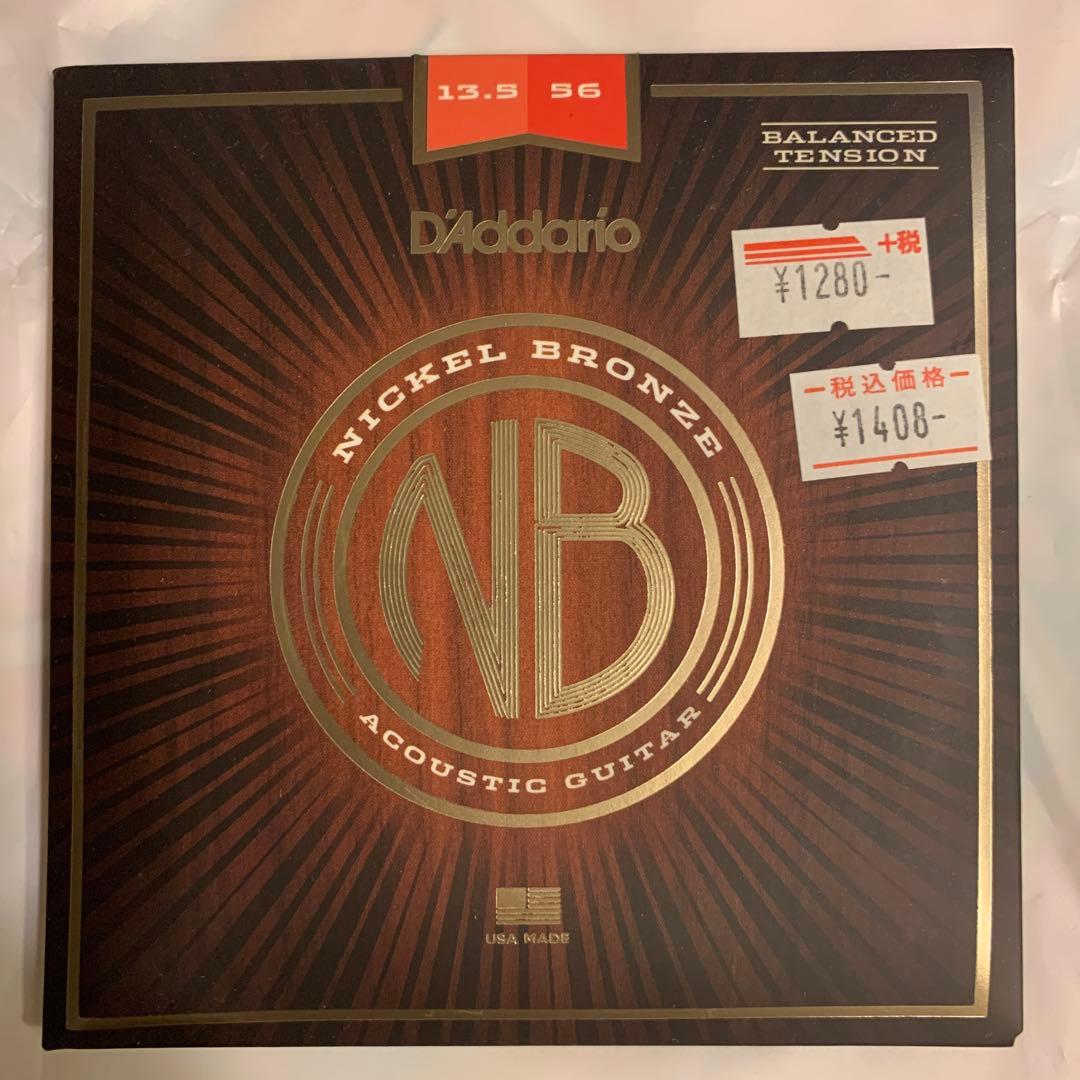 13.5 56
BALANCED
TENSION
D'Addario
+税
¥1280-
税込価格
¥1408-
NICKEL BRONZE
NB
ACOUSTIC GUITAR
USA MADE